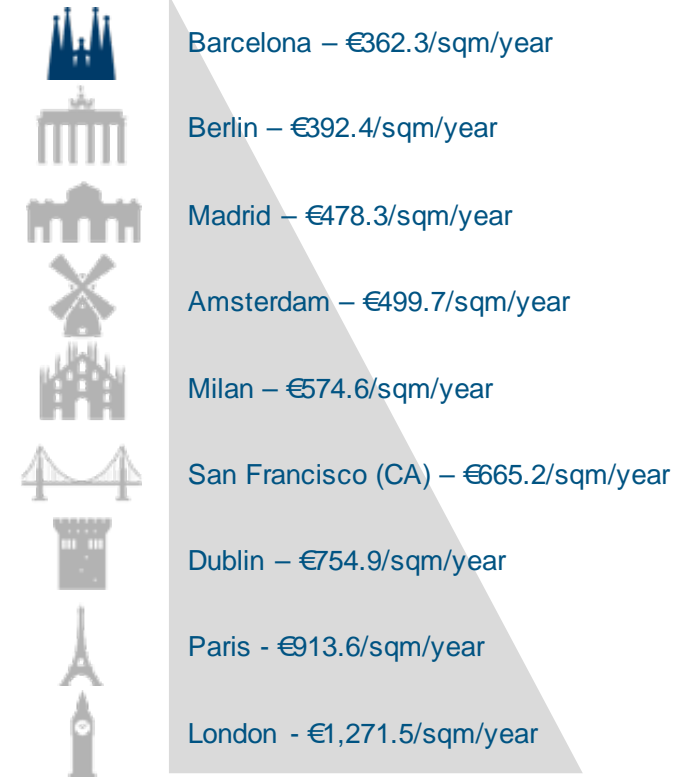 Barcelona – €362.3/sqm/year
Berlin – €392.4/sqm/year
Madrid – €478.3/sqm/year
Amsterdam – €499.7/sqm/year
Milan – €574.6/sqm/year
San Francisco (CA) – €665.2/sqm/year
Dublin – €754.9/sqm/year
Paris - €913.6/sqm/year
London - €1,271.5/sqm/year